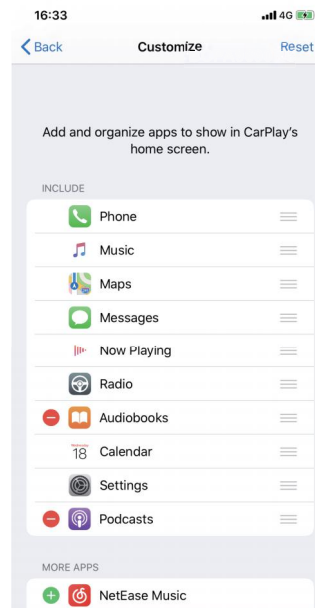 16:33
4G
Back
Customize
Reset
Add and organize apps to show in CarPlay's
home screen.
INCLUDE
Phone
Music
Maps
Messages
Now Playing
Radio
Audiobooks
18
Calendar
Settings
Podcasts
MORE APPS
NetEase Music